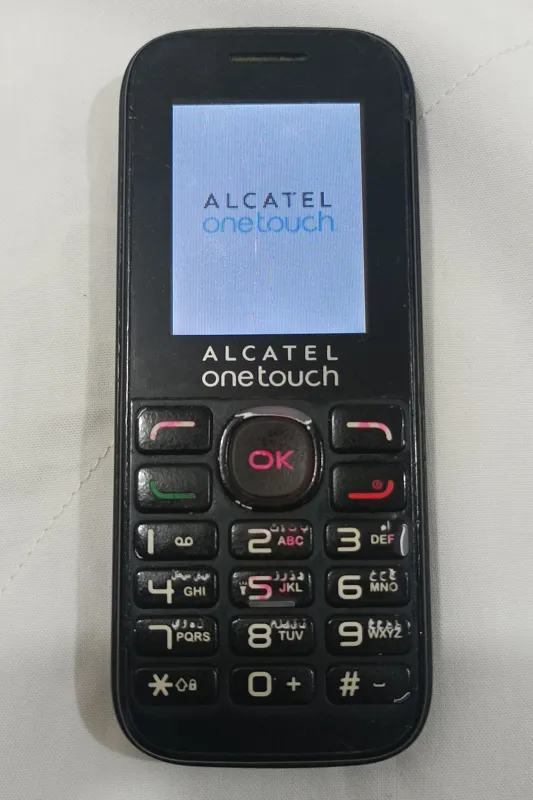 ALCATEL
onetouch
ALCATEL
onetouch
OK
1
2 ABC
3 DEF
4 GHI
5 JKL
6 MNO
7 PQRS
8 TUV
9 WXYZ
*
0 +
#